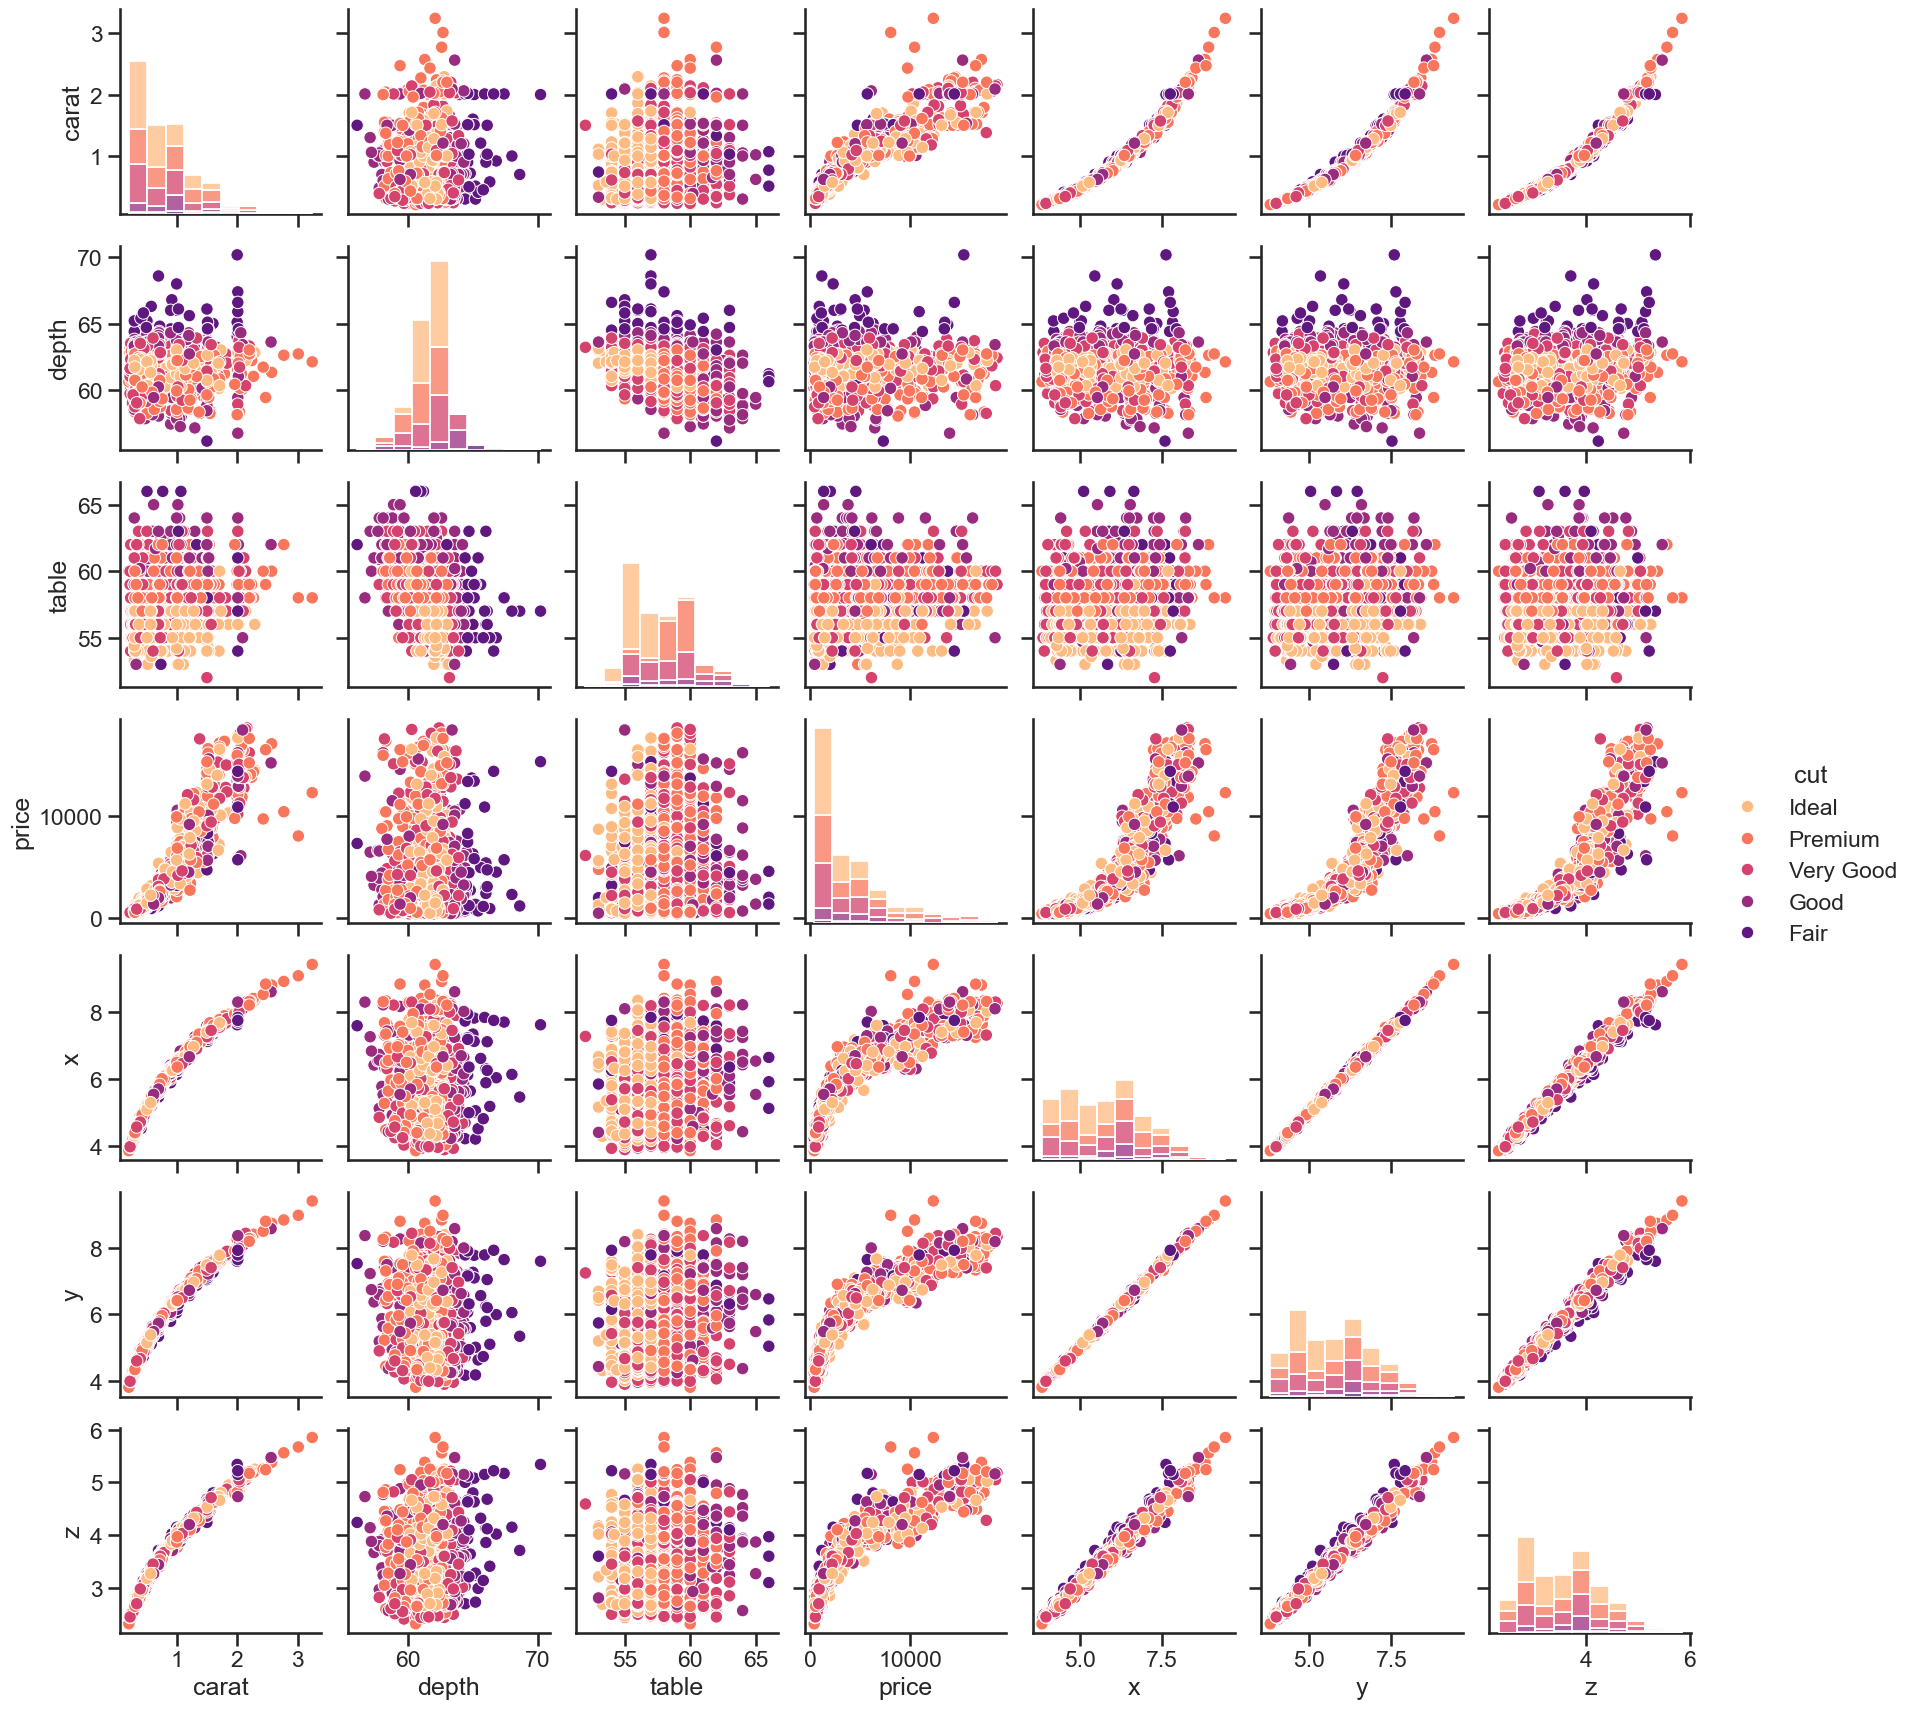 3
2
1
carat
70
65
60
depth
65
60
55
table
10000
0
price
8
6
4
x
8
6
4
y
6
5
4
3
z
1 2 3
60 70
55 60 65
0 10000
5.0 7.5
5.0 7.5
4 6
carat depth table price x y z
cut
Ideal
Premium
Very Good
Good
Fair